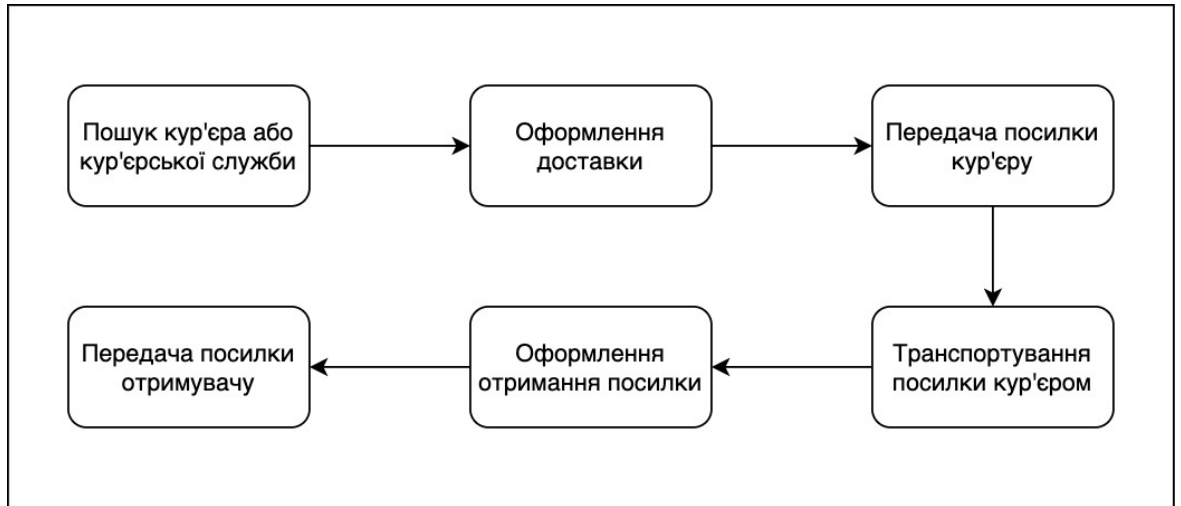 Пошук кур'єра або
кур'єрської служби
Оформлення
доставки
Передача посилки
кур'єру
Транспортування
посилки кур'єром
Оформлення
отримання посилки
Передача посилки
отримувачу